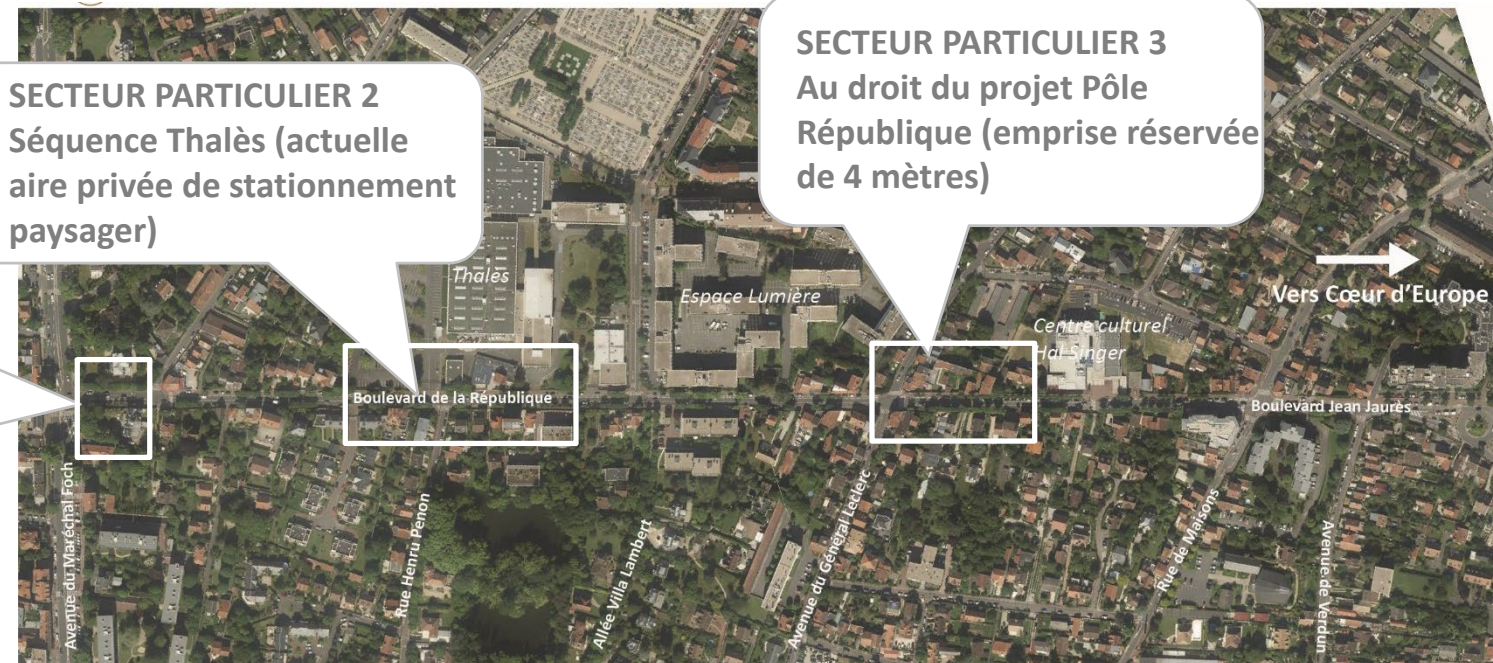 SECTEUR PARTICULIER 2
Séquence Thalès (actuelle
aire privée de stationnement
paysager)
SECTEUR PARTICULIER 3
Au droit du projet Pôle
République (emprise réservée
de 4 mètres)
Thales
Espace Lumière
Centre culturel
Hal Singer
Vers Cœur d'Europe
Boulevard de la République
Boulevard Jean Jaurès
Avenue du Maréchal Foch
Rue Henru Pénon
Allée Villa Lambert
Avenue du Général Leclerc
Rue de Maisons
Avenue de Verdun